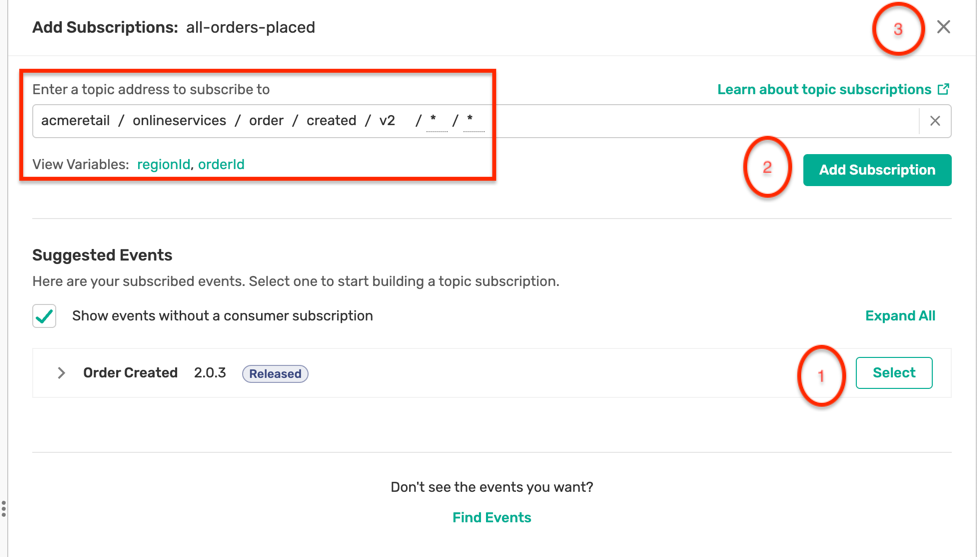 Add Subscriptions: all-orders-placed
3
Enter a topic address to subscribe to
Learn about topic subscriptions
acmeretail / onlineservices / order / created / v2 / * / *
View Variables: regionId, orderId
2
Add Subscription
Suggested Events
Here are your subscribed events. Select one to start building a topic subscription.
Show events without a consumer subscription
Expand All
Order Created 2.0.3 Released
1
Select
Don't see the events you want?
Find Events